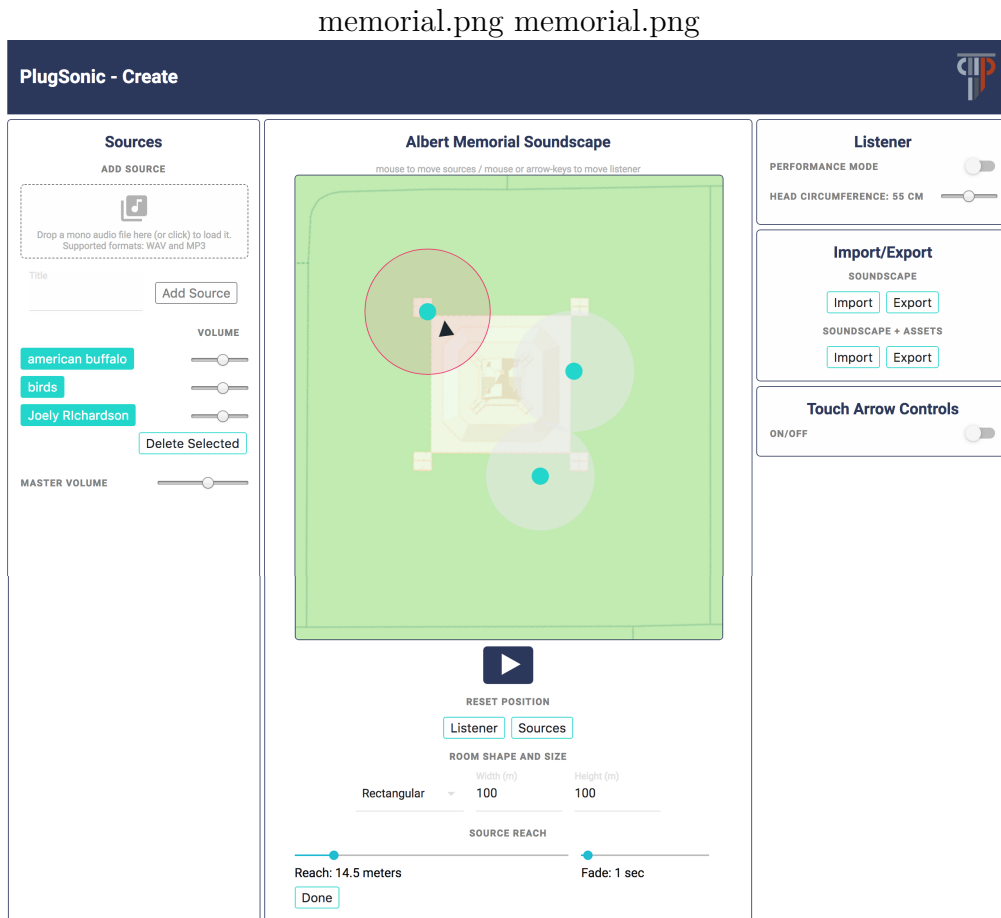 memorial.png memorial.png
PlugSonic - Create
Sources
ADD SOURCE
Drop a mono audio file here (or click) to load it.
Supported formats: WAV and MP3
Title
Add Source
VOLUME
american buffalo
birds
Joely RIchardson
Delete Selected
MASTER VOLUME
Albert Memorial Soundscape
mouse to move sources / mouse or arrow-keys to move listener
RESET POSITION
Listener Sources
ROOM SHAPE AND SIZE
Width (m) Height (m)
Rectangular 100 100
SOURCE REACH
Reach: 14.5 meters Fade: 1 sec
Done
Listener
PERFORMANCE MODE
HEAD CIRCUMFERENCE: 55 CM
Import/Export
SOUNDSCAPE
Import Export
SOUNDSCAPE + ASSETS
Import Export
Touch Arrow Controls
ON/OFF